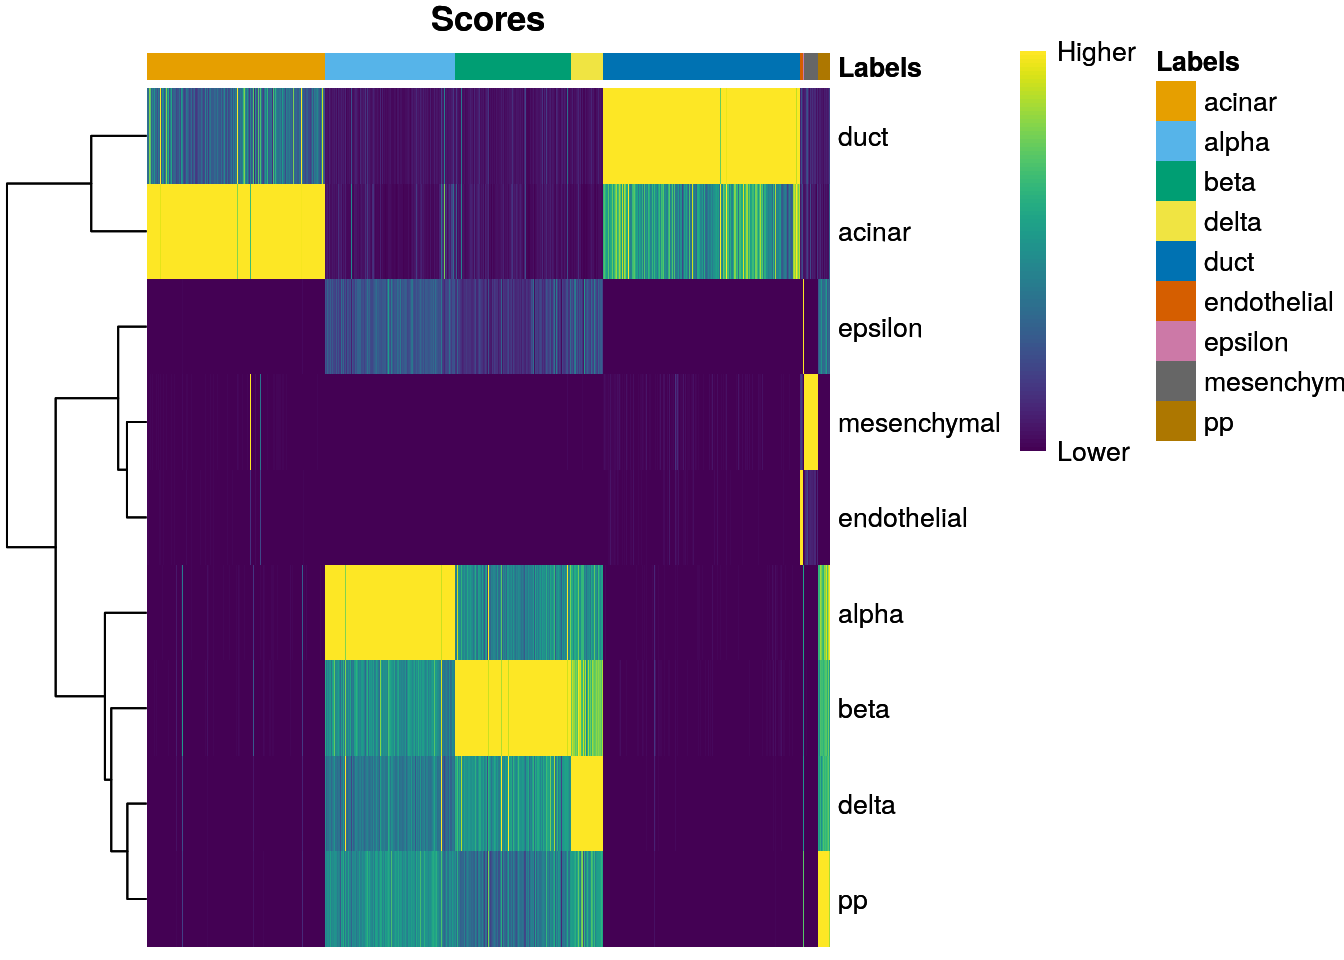 Scores
Labels
duct
acinar
epsilon
mesenchymal
endothelial
alpha
beta
delta
pp
Higher
Lower
Labels
acinar
alpha
beta
delta
duct
endothelial
epsilon
mesenchym
pp